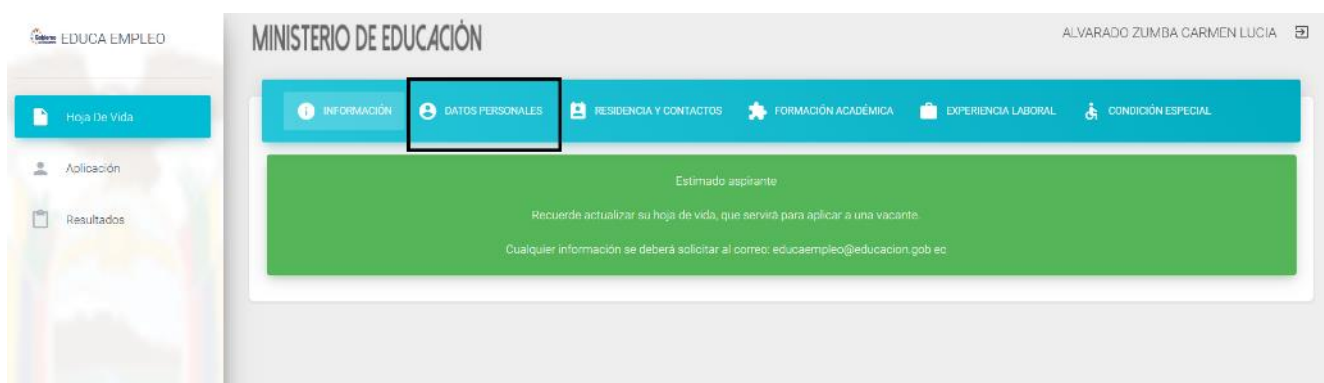 EDUCA EMPLEO
MINISTERIO DE EDUCACIÓN
ALVARADO ZUMBA CARMEN LUCIA
INFORMACIÓN
DATOS PERSONALES
RESIDENCIA Y CONTACTOS
FORMACIÓN ACADÉMICA
EXPERIENCIA LABORAL
CONDICIÓN ESPECIAL
Hoja De Vida
Aplicación
Resultados
Estimado aspirante
Recuerde actualizar su hoja de vida, que servirá para aplicar a una vacante.
Cualquier información se deberá solicitar al correo: educaempleo@educacion.gob.ec